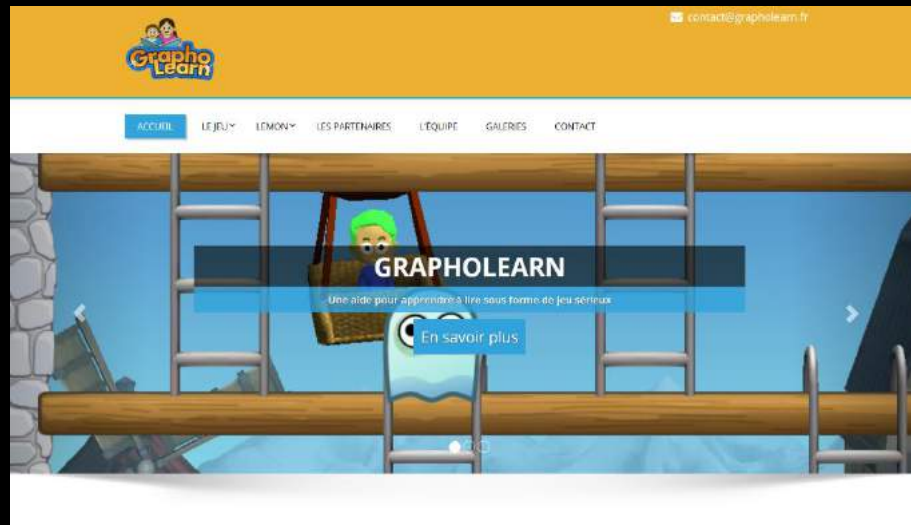 contact@grapholearn.fr
Grapho
Learn
ACCUEIL LE JEU LEMON LES PARTENAIRES L'ÉQUIPE GALERIES CONTACT
GRAPHOLEARN
Une aide pour apprendre à lire sous forme de jeu sérieux
En savoir plus